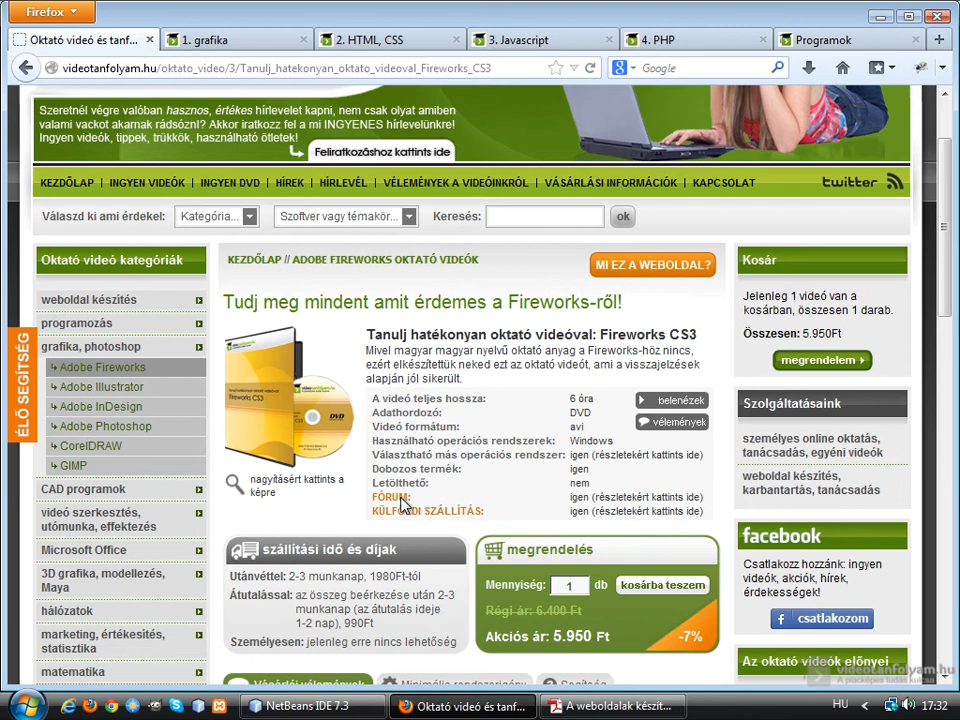 Firefox
Oktató videó és tanf...
1. grafika
2. HTML, CSS
3. Javascript
4. PHP
Programok
videotanfolyam.hu/oktato_video/3/Tanulj_hatekonyan_oktato_videoval_Fireworks_CS3
Google
Szeretnél végre valóban hasznos, értékes hírlevelet kapni, nem csak olyat amiben
valami vackot akarnak rádsózni? Akkor iratkozz fel a mi INGYENES hírlevelünkre!
Ingyen videók, tippek, trükkök, használható ötletek!
Feliratkozáshoz kattints ide
KEZDŐLAP | INGYEN VIDEÓK | INGYEN DVD | HÍREK | HÍRLEVÉL | VÉLEMÉNYEK A VIDEÓINKRÓL | VÁSÁRLÁSI INFORMÁCIÓK | KAPCSOLAT
twitter
Válaszd ki ami érdekel:
Kategória...
Szoftver vagy témakör...
Keresés:
ok
ÉLŐ SEGÍTSÉG
Oktató videó kategóriák
weboldal készítés
programozás
grafika, photoshop
Adobe Fireworks
Adobe Illustrator
Adobe InDesign
Adobe Photoshop
CorelDRAW
GIMP
CAD programok
videó szerkesztés,
utómunka, effektezés
Microsoft Office
3D grafika, modellezés,
Maya
hálózatok
marketing, értékesítés,
statisztika
matematika
KEZDŐLAP // ADOBE FIREWORKS OKTATÓ VIDEÓK
MI EZ A WEBOLDAL?
Tudj meg mindent amit érdemes a Fireworks-ről!
Tanulj hatékonyan oktató videóval: Fireworks CS3
Mivel magyar magyar nyelvű oktató anyag a Fireworks-höz nincs,
ezért elkészítettük neked ezt az oktató videót, ami a visszajelzések
alapján jól sikerült.
A videó teljes hossza: 6 óra
belenézek
Adathordozó: DVD
Videó formátum: avi
vélemények
Használható operációs rendszerek: Windows
Választható más operációs rendszer: igen (részletekért kattints ide)
Dobozos termék: igen
Letölthető: nem
FÓRUM: igen (részletekért kattints ide)
KÜLFÖLDI SZÁLLÍTÁS: igen (részletekért kattints ide)
nagyításért kattints a
képre
szállítási idő és díjak
Utánvéttel: 2-3 munkanap, 1980Ft-tól
Átutalással: az összeg beérkezése után 2-3
munkanap (az átutalás ideje
1-2 nap), 990Ft
Személyesen: jelenleg erre nincs lehetőség
megrendelés
Mennyiség: 1 db
kosárba teszem
Régi ár: 6.400 Ft
Akciós ár: 5.950 Ft
-7%
Vásárlói vélemények
Minimális rendszerigény
Segítség
Kosár
Jelenleg 1 videó van a
kosárban, összesen 1 darab.
Összesen: 5.950Ft
megrendelem
Szolgáltatásaink
személyes online oktatás,
tanácsadás, egyéni videók
weboldal készítés,
karbantartás, tanácsadás
facebook
Csatlakozz hozzánk: ingyen
videók, akciók, hírek,
érdekességek!
f csatlakozom
Az oktató videók előnyei
videotanfolyam.hu
A piacképes tudás kulcsa
NetBeans IDE 7.3
Oktató videó és tanf...
A weboldalak készít...
HU
17:32